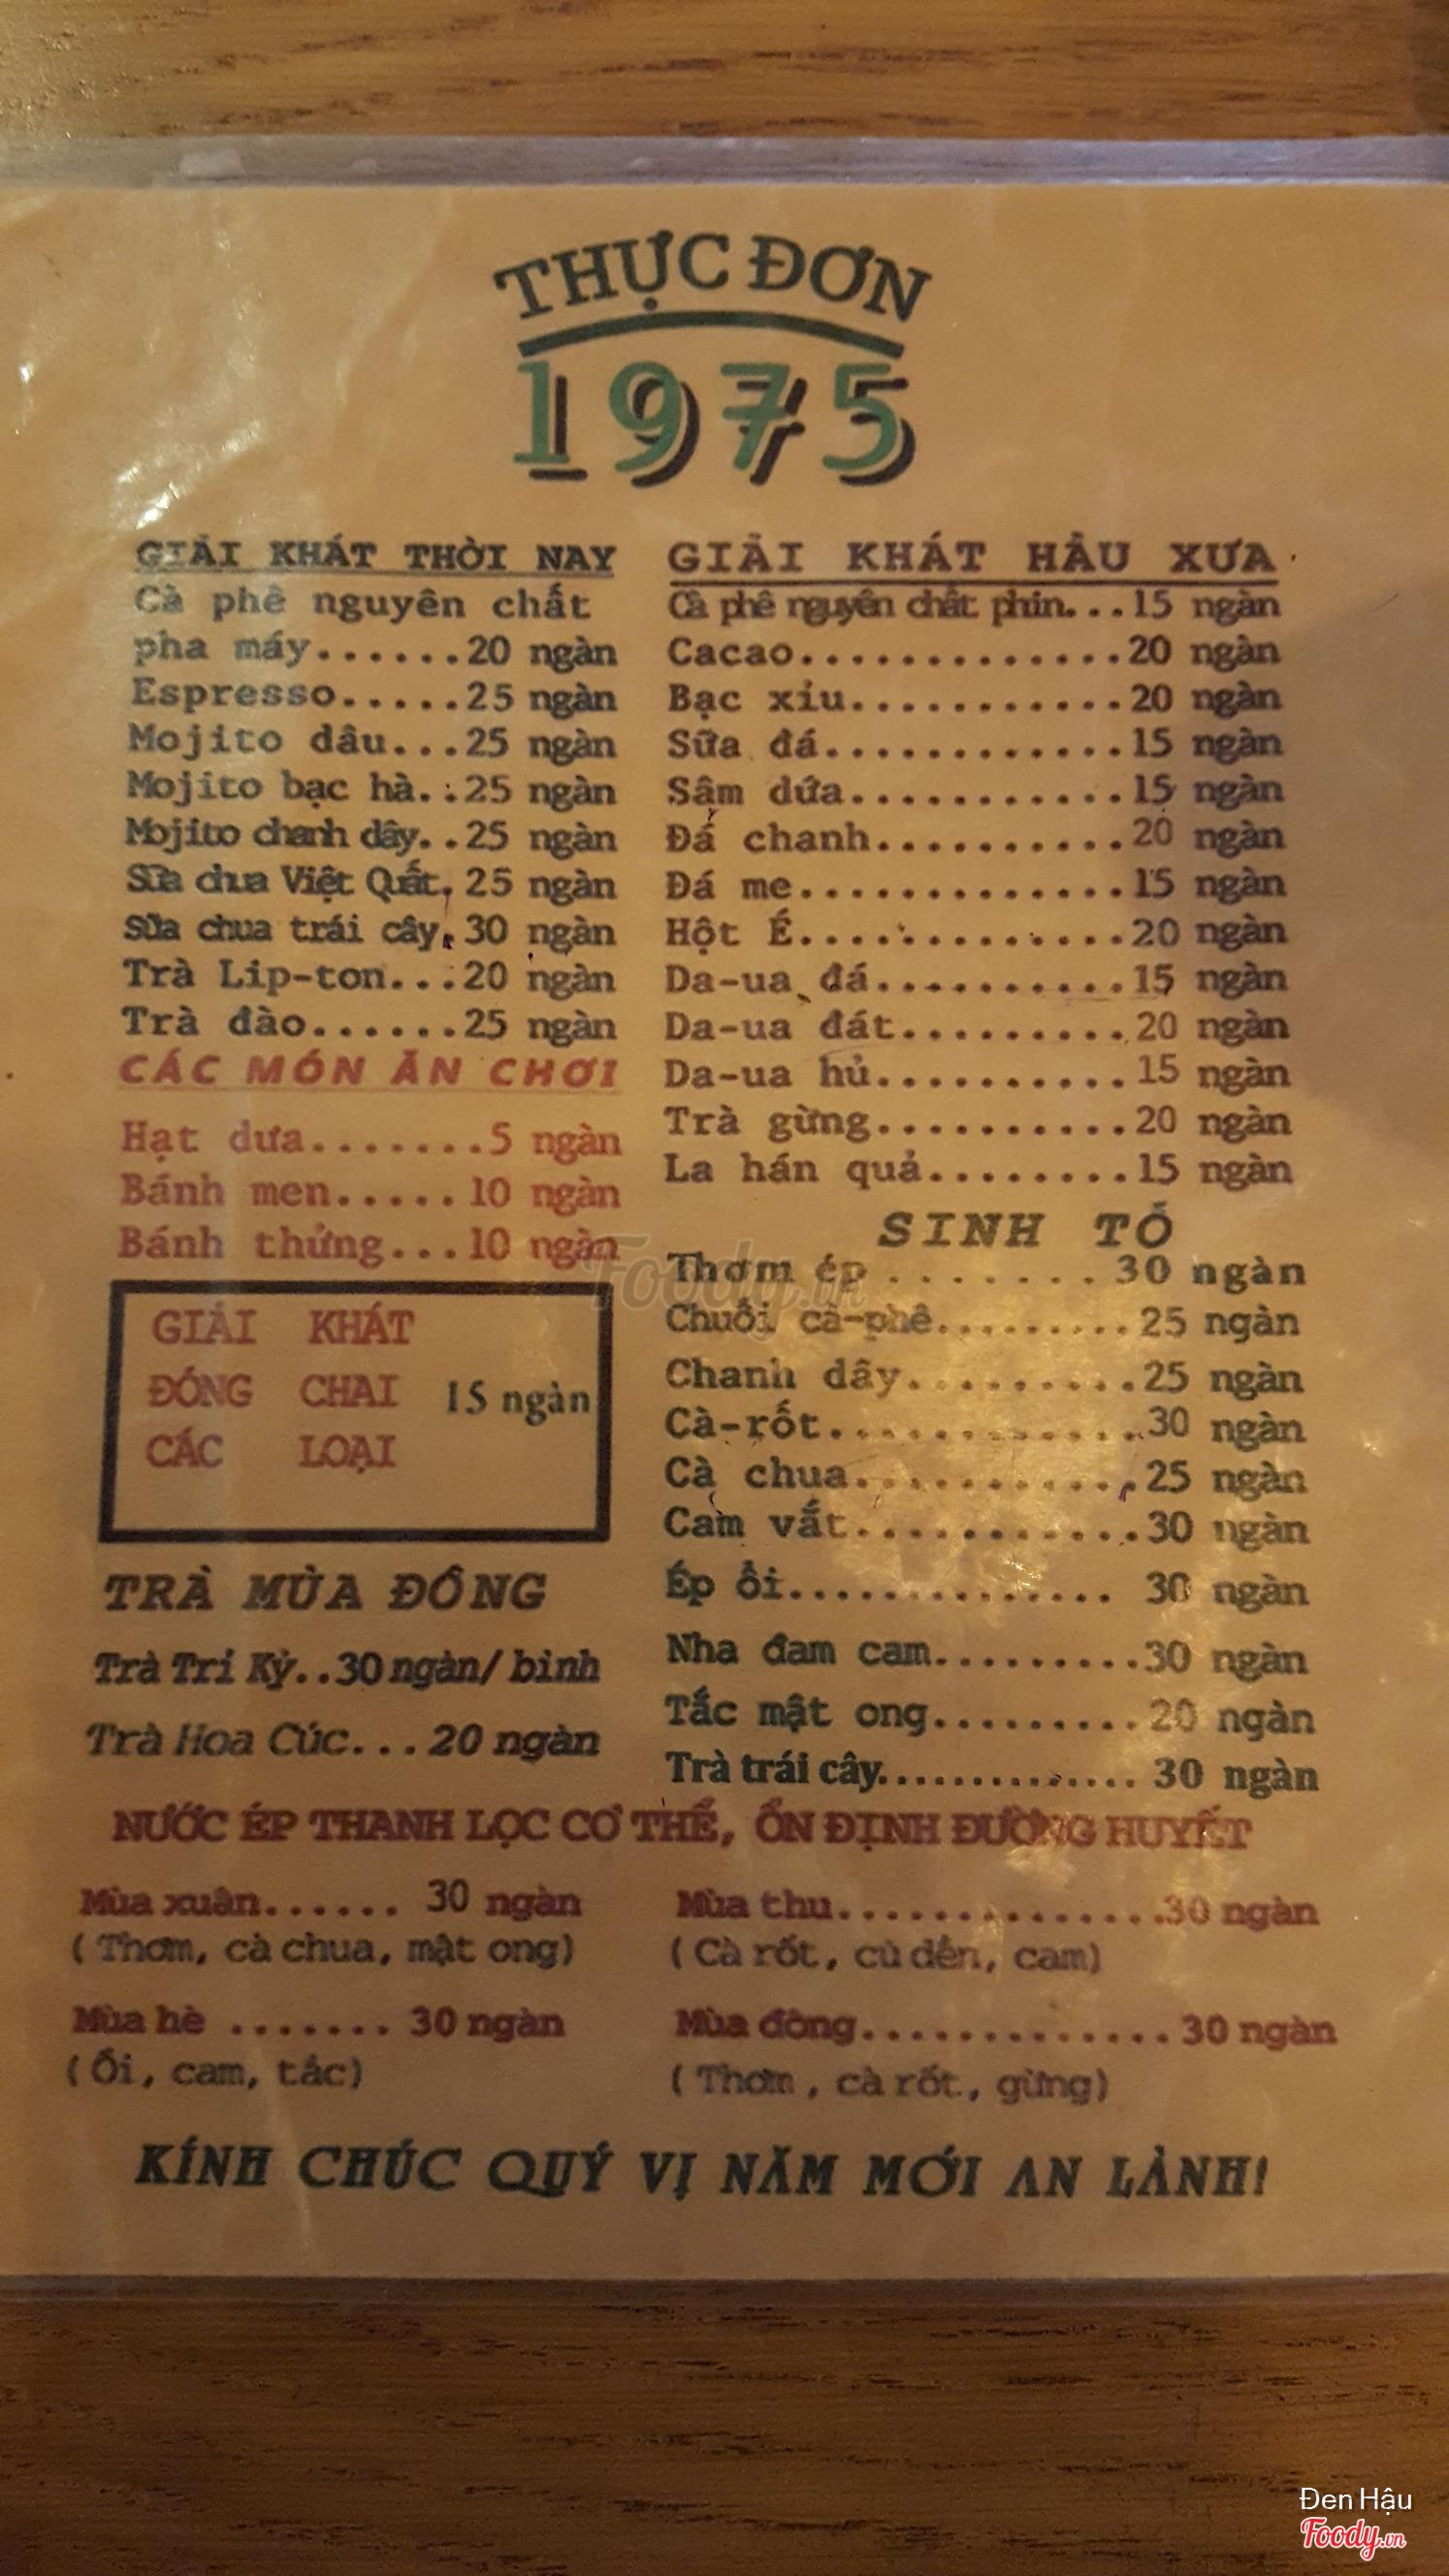 THỰC ĐƠN
1975
GIẢI KHÁT THỜI NAY
Cà phê nguyên chất
pha máy......20 ngàn
Espresso.....25 ngàn
Mojito dâu...25 ngàn
Mojito bạc hà..:25 ngàn
Mojito chanh dây..25 ngàn
Sữa chua Việt Quất. 25 ngàn
Sữa chua trái cây. 30 ngàn
Trà Lip-ton...20 ngàn
Trà đào......25 ngàn
CÁC MÓN ĂN CHƠI
Hạt dưa.......5 ngàn
Bánh men.....10 ngàn
Bánh thửng...10 ngàn
GIẢI KHÁT
ĐÓNG CHAI 15 ngàn
CÁC LOẠI
TRÀ MÙA ĐÔNG
Trà Tri Kỷ..30 ngàn/ bình
Trà Hoa Cúc...20 ngàn
GIẢI KHÁT HẦU XƯA
Cà phê nguyên chất phin...15 ngàn
Cacao.............20 ngàn
Bạc xỉu...........20 ngàn
Sữa đá............15 ngàn
Sâm dứa...........15 ngàn
Đá chanh..........20 ngàn
Đá me.............15 ngàn
Hột É.............20 ngàn
Da-ua đá..........15 ngàn
Da-ua đát.........20 ngàn
Da-ua hủ..........15 ngàn
Trà gừng..........20 ngàn
La hán quả........15 ngàn
SINH TỐ
Thơm ép ........30 ngàn
Chuối cà-phê........25 ngàn
Chanh dây..........25 ngàn
Cà-rốt.............30 ngàn
Cà chua...........25 ngàn
Cam vắt............30 ngàn
Ép ổi.............. 30 ngàn
Nha đam cam.........30 ngàn
Tắc mật ong.........20 ngàn
Trà trái cây.............. 30 ngàn
NƯỚC ÉP THANH LỌC CƠ THỂ, ỔN ĐỊNH ĐƯỜNG HUYẾT
Mùa xuân...... 30 ngàn
( Thơm, cà chua, mật ong)
Mùa hè ....... 30 ngàn
( Ổi, cam, tắc)
Mùa thu..............30 ngàn
( Cà rốt, củ dền, cam)
Mùa đông.............30 ngàn
( Thơm , cà rốt, gừng)
KÍNH CHÚC QUÝ VỊ NĂM MỚI AN LÀNH!
Foody.vn
Đen Hậu
Foody.vn